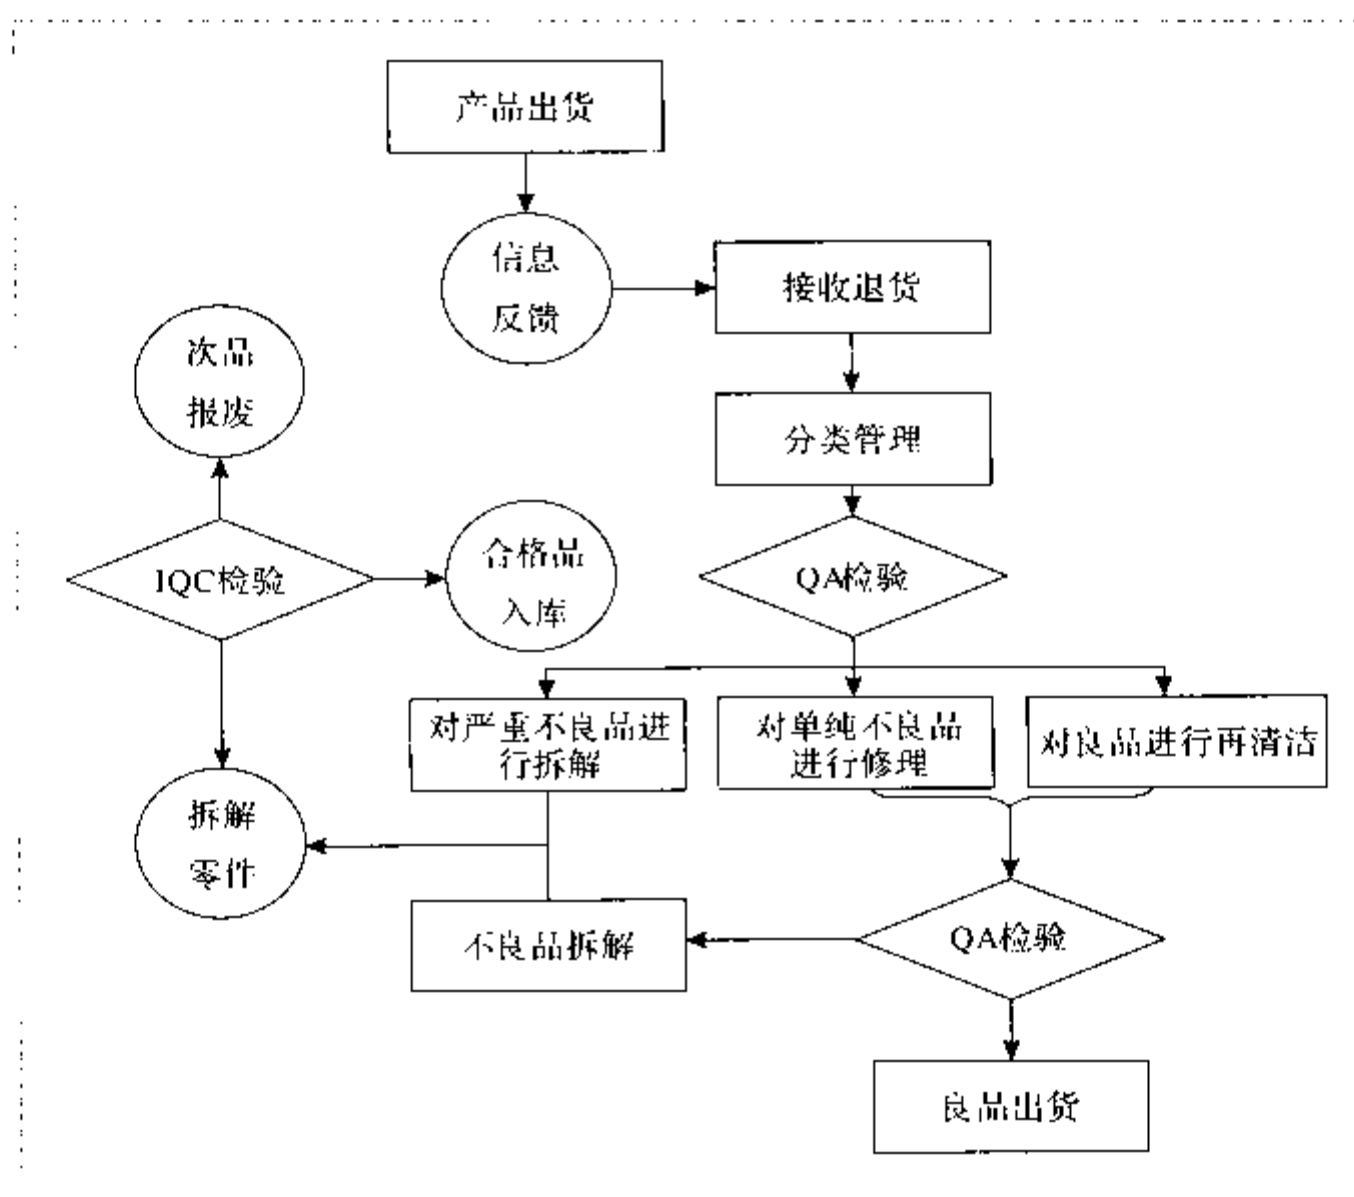 产品出货
信息
反馈
接收退货
次品
报废
分类管理
合格品
入库
IQC检验
QA检验
对严重不良品进
行拆解
对单纯不良品
进行修理
对良品进行再清洁
拆解
零件
不良品拆解
QA检验
良品出货